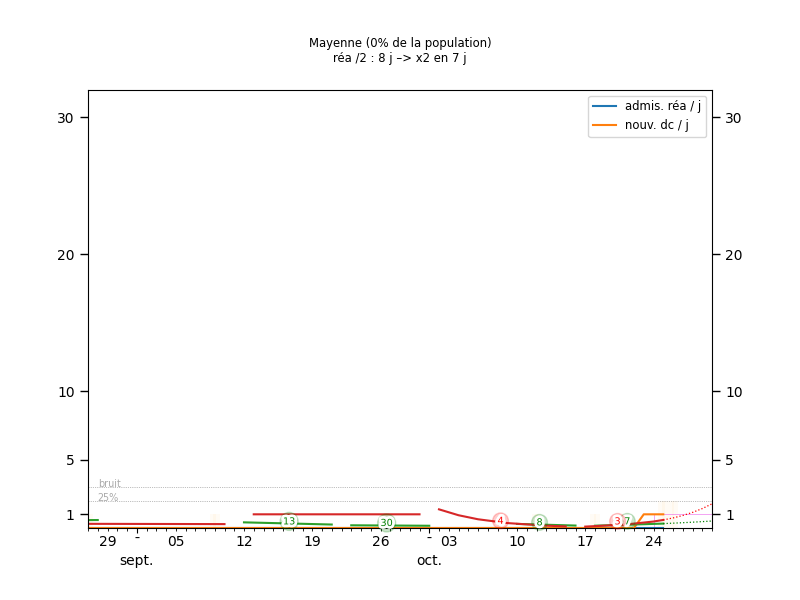 Mayenne (0% de la population)
réa /2 : 8 j –> x2 en 7 j
admis. réa / j
nouv. dc / j
30 30
20 20
10 10
5 5
bruit
25%
1 1
13 30 4 8 3 7
29 - 05 12 19 26 - 03 10 17 24
sept. oct.